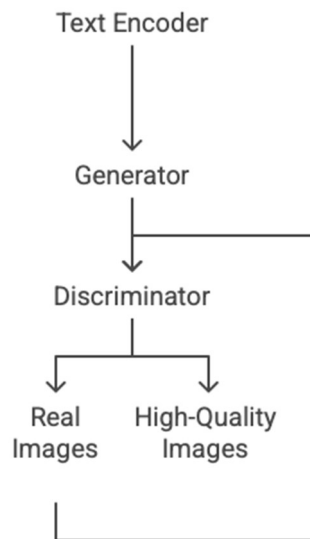 Text Encoder
Generator
Discriminator
Real
Images
High-Quality
Images